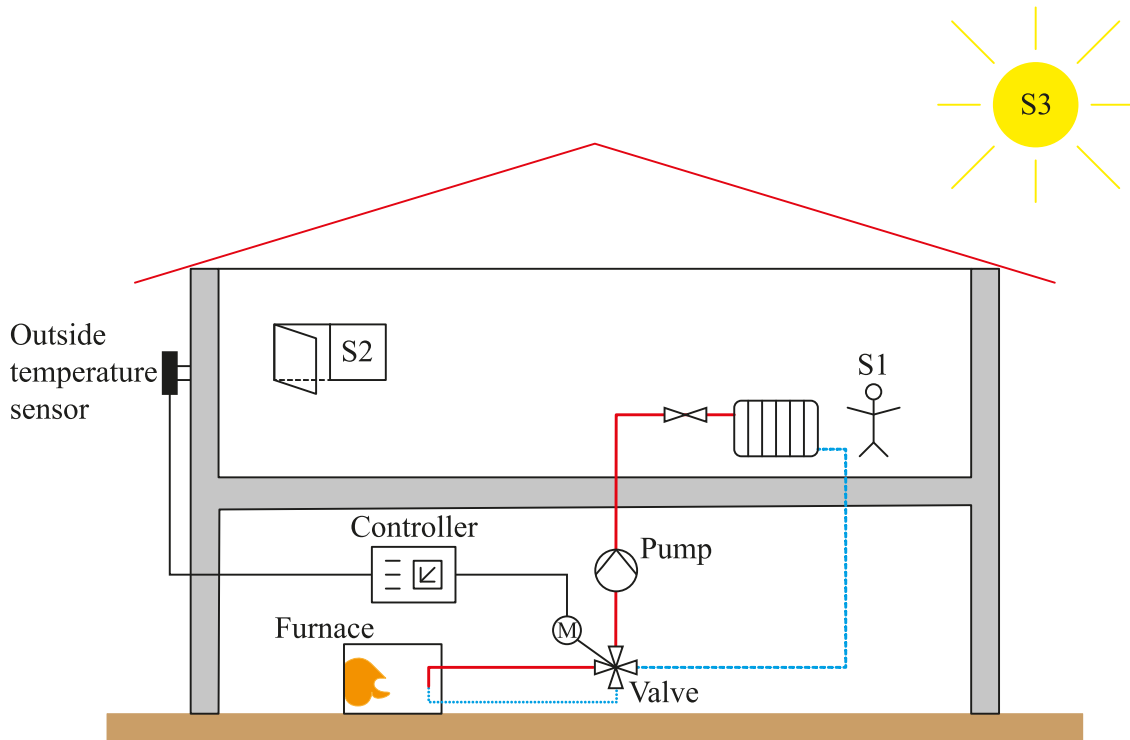 S3
Outside
temperature
sensor
S2
S1
Controller
Pump
Furnace
M
Valve